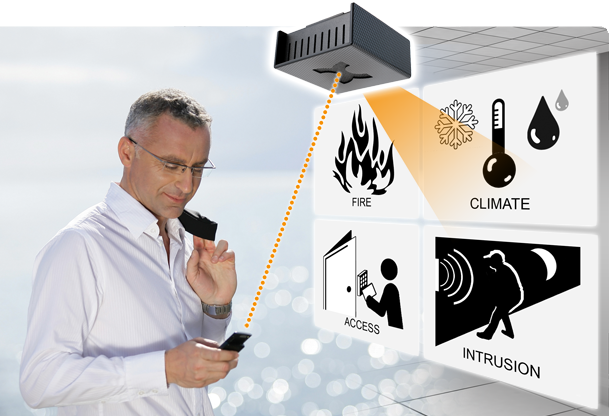 FIRE
CLIMATE
ACCESS
INTRUSION